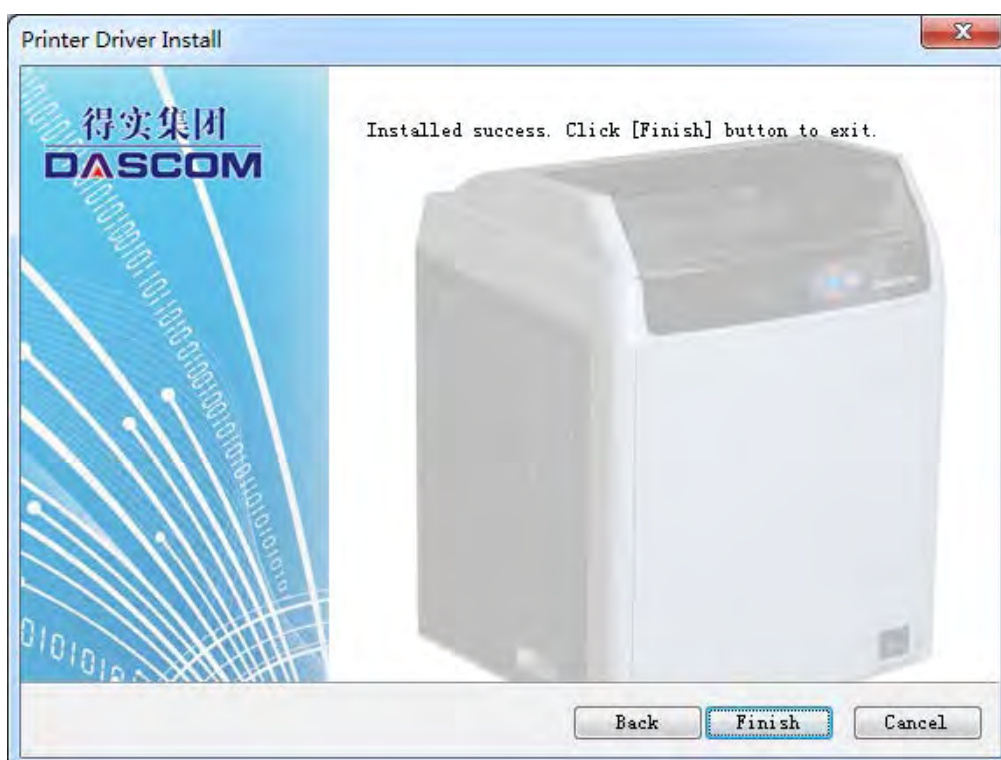 Printer Driver Install
得实集团
DASCOM
Installed success. Click [Finish] button to exit.
Back
Finish
Cancel